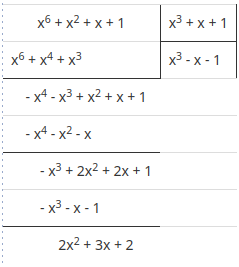 x⁶ + x² + x + 1 x³ + x + 1
x⁶ + x⁴ + x³ x³ - x - 1
- x⁴ - x³ + x² + x + 1
- x⁴ - x² - x
- x³ + 2x² + 2x + 1
- x³ - x - 1
2x² + 3x + 2